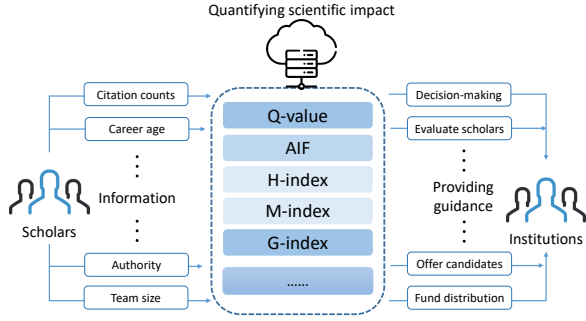 Quantifying scientific impact
Citation counts
Career age
Information
Scholars
Authority
Team size
Q-value
AIF
H-index
M-index
G-index
......
Decision-making
Evaluate scholars
Providing
guidance
Institutions
Offer candidates
Fund distribution